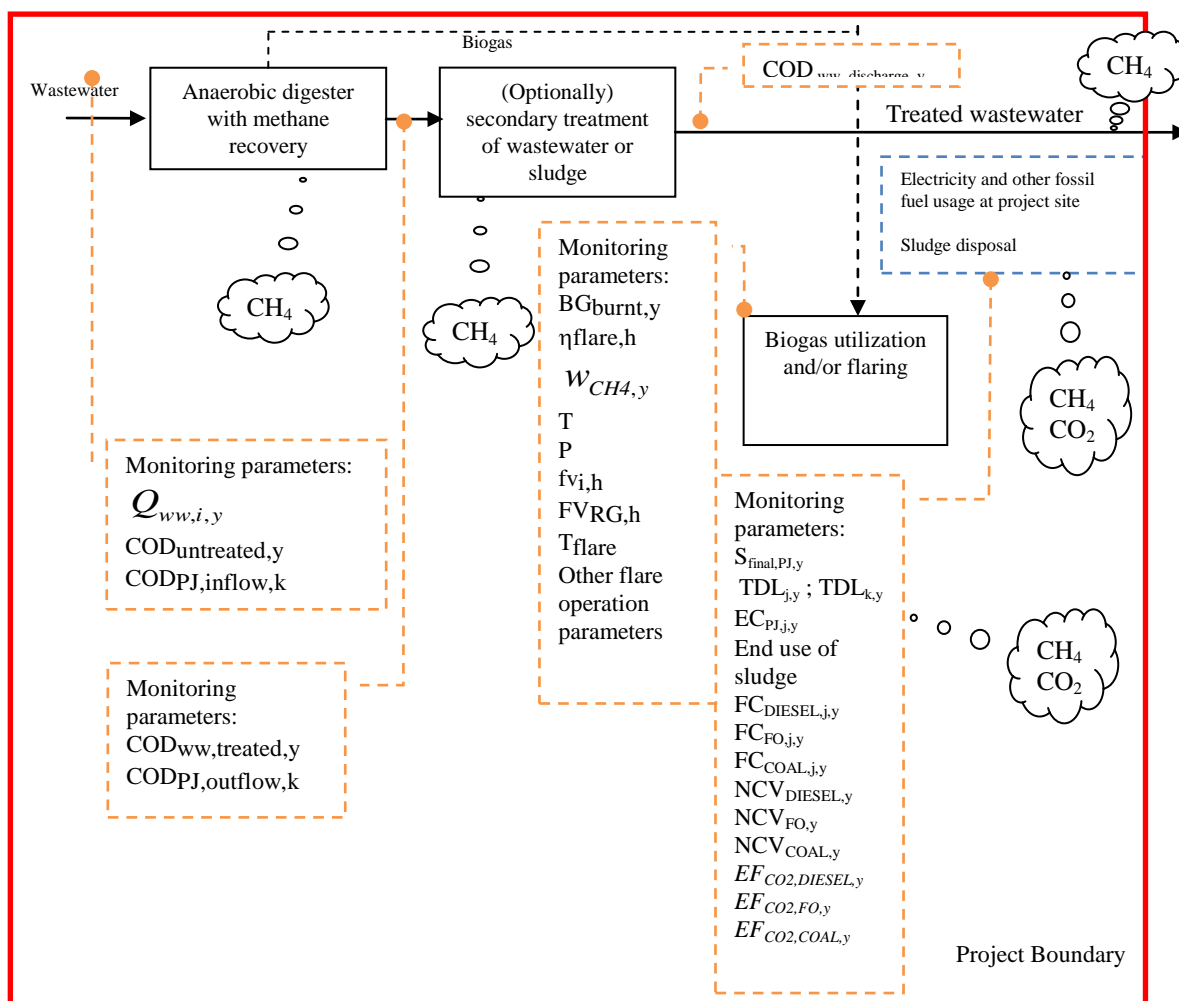 Biogas
Wastewater
Anaerobic digester
with methane
recovery
(Optionally)
secondary treatment
of wastewater or
sludge
COD ww, discharge, y
CH4
Treated wastewater
Electricity and other fossil
fuel usage at project site
Sludge disposal
CH4
CH4
Monitoring
parameters:
BGburnt,y
ηflare,h
wCH4,y
T
P
fvi,h
FVRG,h
Tflare
Other flare
operation
parameters
Biogas utilization
and/or flaring
CH4
CO2
Monitoring parameters:
Qww,i,y
CODuntreated,y
CODPJ,inflow,k
Monitoring
parameters:
CODww,treated,y
CODPJ,outflow,k
Monitoring
parameters:
Sfinal,PJ,y
TDLj,y ; TDLk,y
ECPJ,j,y
End use of
sludge
FCDIESEL,j,y
FCFO,j,y
FCCOAL,j,y
NCVDIESEL,y
NCVFO,y
NCVCOAL,y
EFCO2,DIESEL,y
EFCO2,FO,y
EFCO2,COAL,y
CH4
CO2
Project Boundary